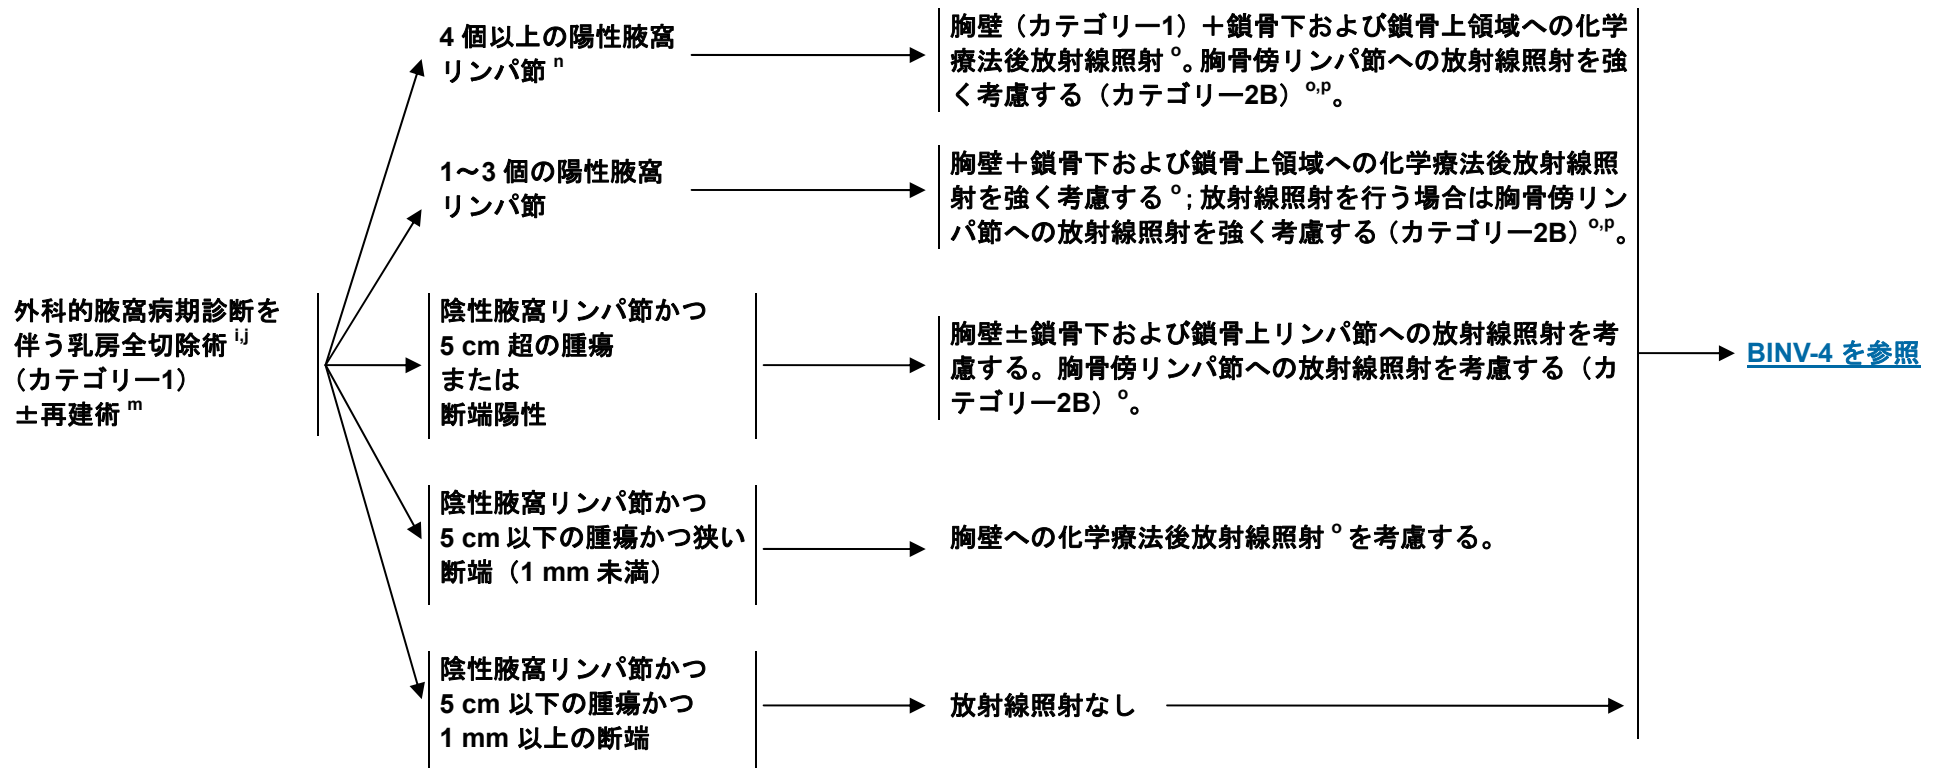 4 個以上の陽性腋窩
リンパ節 n
胸壁（カテゴリー1）＋鎖骨下および鎖骨上領域への化学
療法後放射線照射 o。胸骨傍リンパ節への放射線照射を強
く考慮する（カテゴリー2B）o,p。
1～3 個の陽性腋窩
リンパ節
胸壁＋鎖骨下および鎖骨上領域への化学療法後放射線照
射を強く考慮する o；放射線照射を行う場合は胸骨傍リン
パ節への放射線照射を強く考慮する（カテゴリー2B）o,p。
外科的腋窩病期診断を
伴う乳房全切除術 i,j
（カテゴリー1）
±再建術 m
陰性腋窩リンパ節かつ
5 cm 超の腫瘍
または
断端陽性
胸壁±鎖骨下および鎖骨上リンパ節への放射線照射を考
慮する。胸骨傍リンパ節への放射線照射を考慮する（カ
テゴリー2B）o。
BINV-4 を参照
陰性腋窩リンパ節かつ
5 cm 以下の腫瘍かつ狭い
断端（1 mm 未満）
胸壁への化学療法後放射線照射 o を考慮する。
陰性腋窩リンパ節かつ
5 cm 以下の腫瘍かつ
1 mm 以上の断端
放射線照射なし